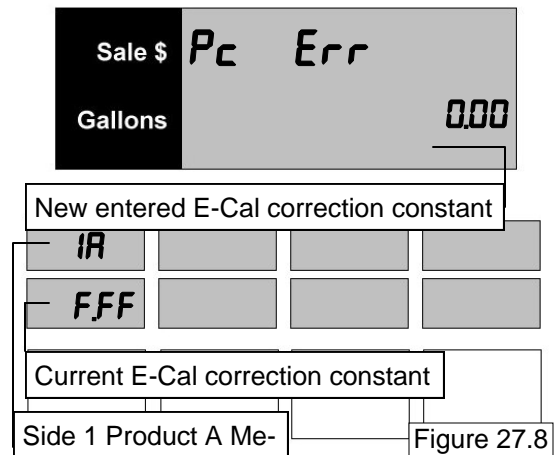 Sale $ Pc Err
Gallons 0.00
New entered E-Cal correction constant
1A
F.FF
Current E-Cal correction constant
Side 1 Product A Me-
Figure 27.8